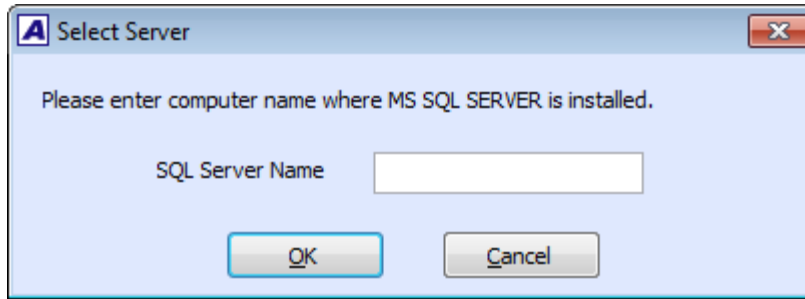 A Select Server
Please enter computer name where MS SQL SERVER is installed.
SQL Server Name
OK Cancel